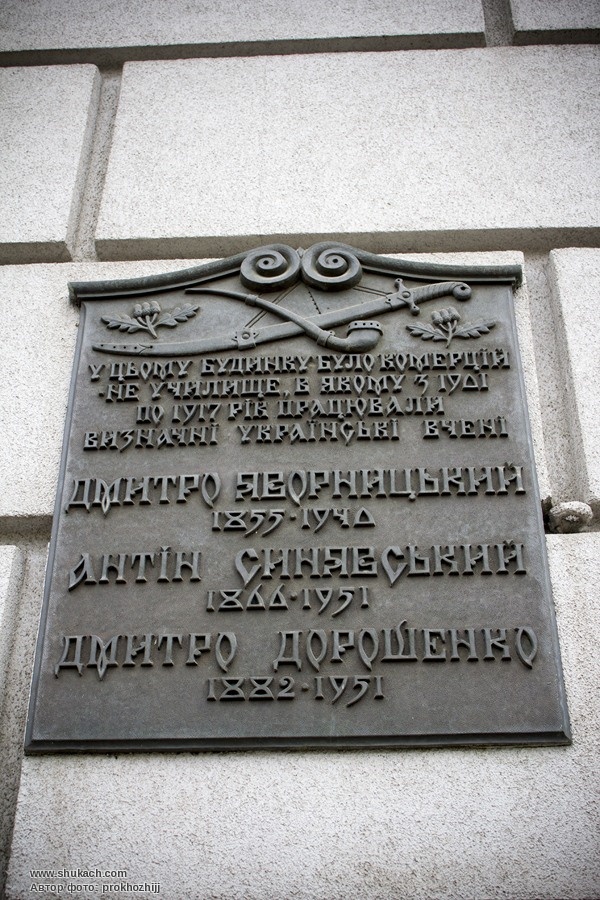 У ЦЬОМУ БУДИНКУ БУЛО КОМЕРЦІЙ
НЕ УЧИЛИЩЕ, В ЯКОМУ З 1901
ПО 1917 РІК ПРАЦЮВАЛИ
ВИЗНАЧНІ УКРАЇНСЬКІ ВЧЕНІ
ДМИТРО ЯВОРНИЦЬКИЙ
1855 · 1940
АНТІН СИНЯВСЬКИЙ
1866 · 1951
ДМИТРО ДОРОШЕНКО
1882 · 1951
www.shukach.com
Автор фото: prokhozhijj